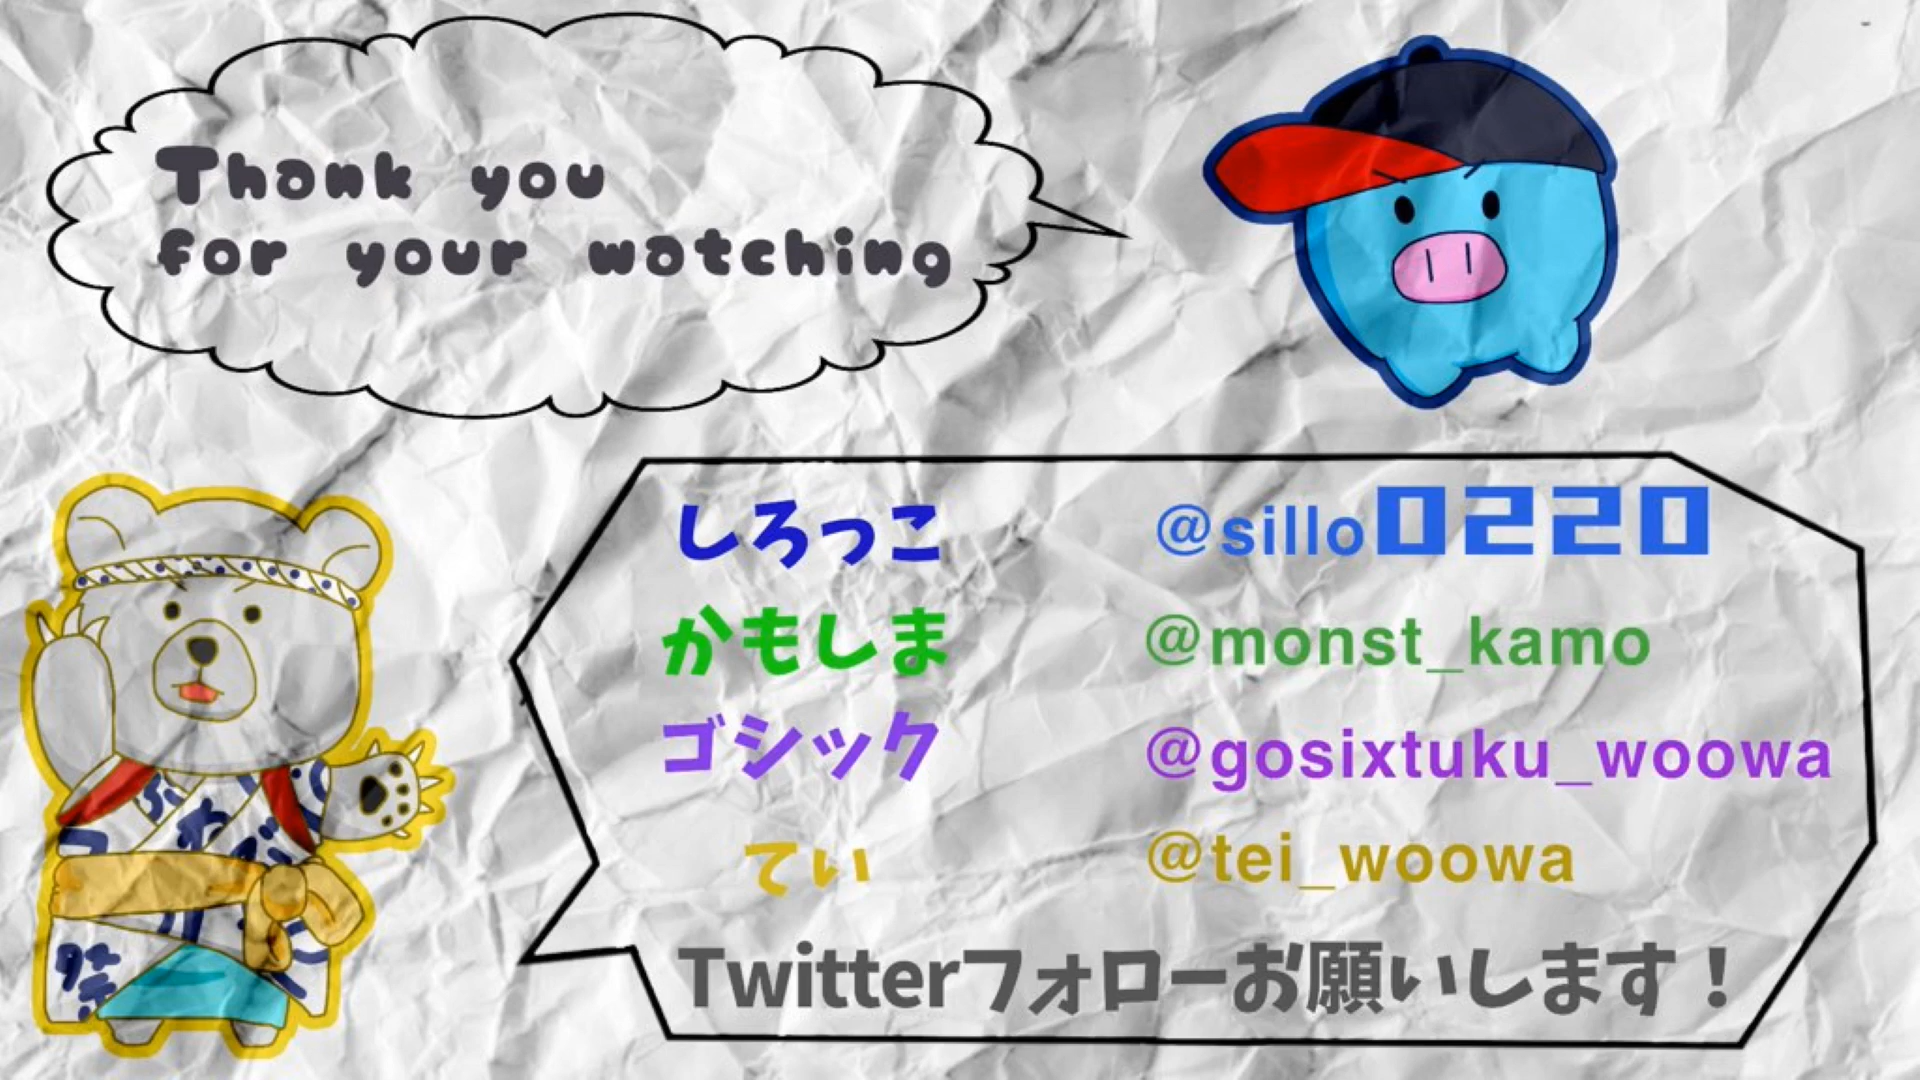 Thank you
for your watching
しろっこ @sillo0220
かもしま @monst_kamo
ゴシック @gosixtuku_woowa
てい @tei_woowa
Twitterフォローお願いします！